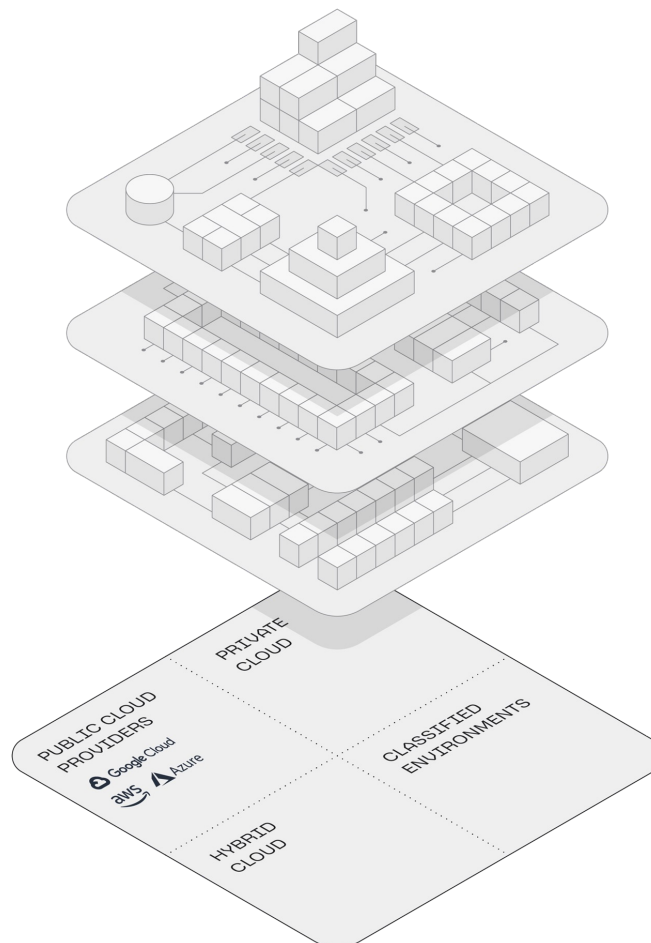 PRIVATE
CLOUD
PUBLIC CLOUD
PROVIDERS
Google Cloud
aws
Azure
CLASSIFIED
ENVIRONMENTS
HYBRID
CLOUD